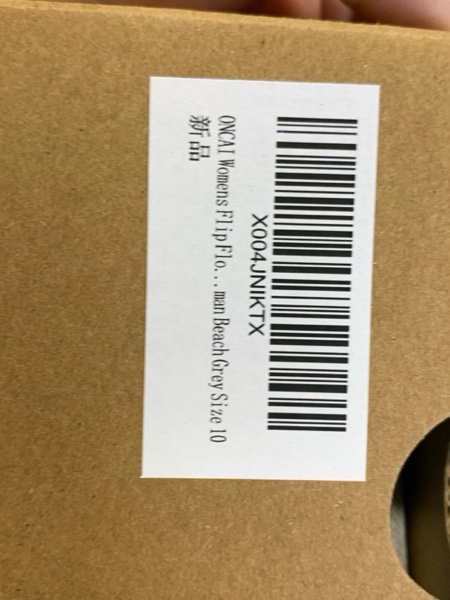 X004JNIKTX
ONCAI Womens Flip Flo...man Beach Grey Size 10
新品